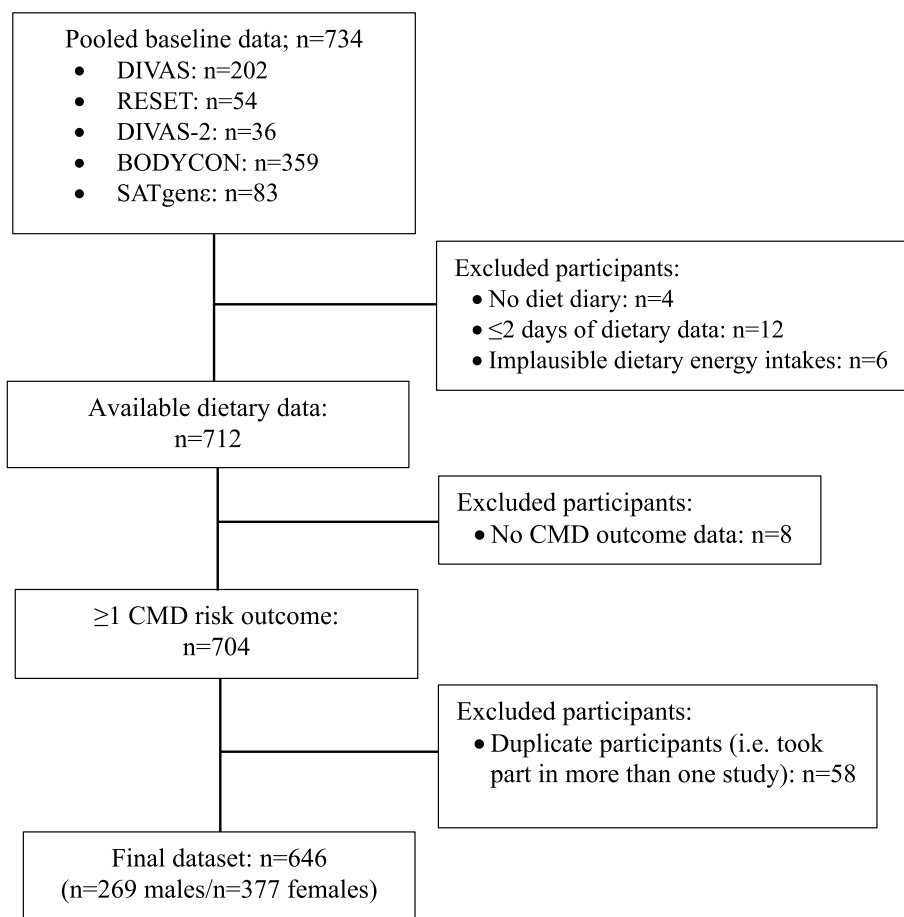 Pooled baseline data; n=734
• DIVAS: n=202
• RESET: n=54
• DIVAS-2: n=36
• BODYCON: n=359
• SATgenε: n=83
Excluded participants:
• No diet diary: n=4
• ≤2 days of dietary data: n=12
• Implausible dietary energy intakes: n=6
Available dietary data:
n=712
Excluded participants:
• No CMD outcome data: n=8
≥1 CMD risk outcome:
n=704
Excluded participants:
• Duplicate participants (i.e. took
part in more than one study): n=58
Final dataset: n=646
(n=269 males/n=377 females)